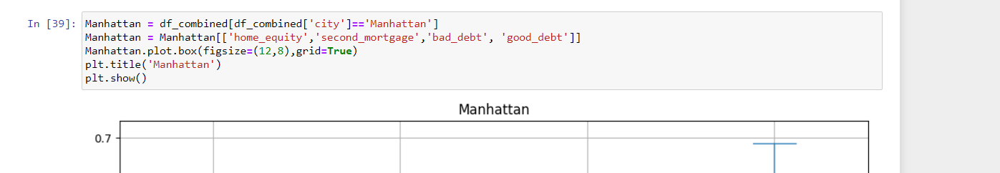 In [39]: Manhattan = df_combined[df_combined['city']=='Manhattan']
Manhattan = Manhattan[['home_equity','second_mortgage','bad_debt', 'good_debt']]
Manhattan.plot.box(figsize=(12,8),grid=True)
plt.title('Manhattan')
plt.show()
Manhattan
0.7